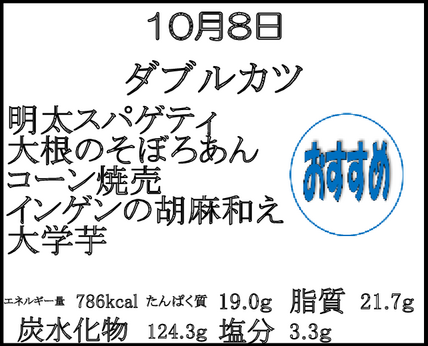 10月8日
ダブルカツ
明太スパゲティ
大根のそぼろあん
コーン焼売
インゲンの胡麻和え
大学芋
おすすめ
エネルギー量 786kcal たんぱく質 19.0g 脂質 21.7g
炭水化物 124.3g 塩分 3.3g